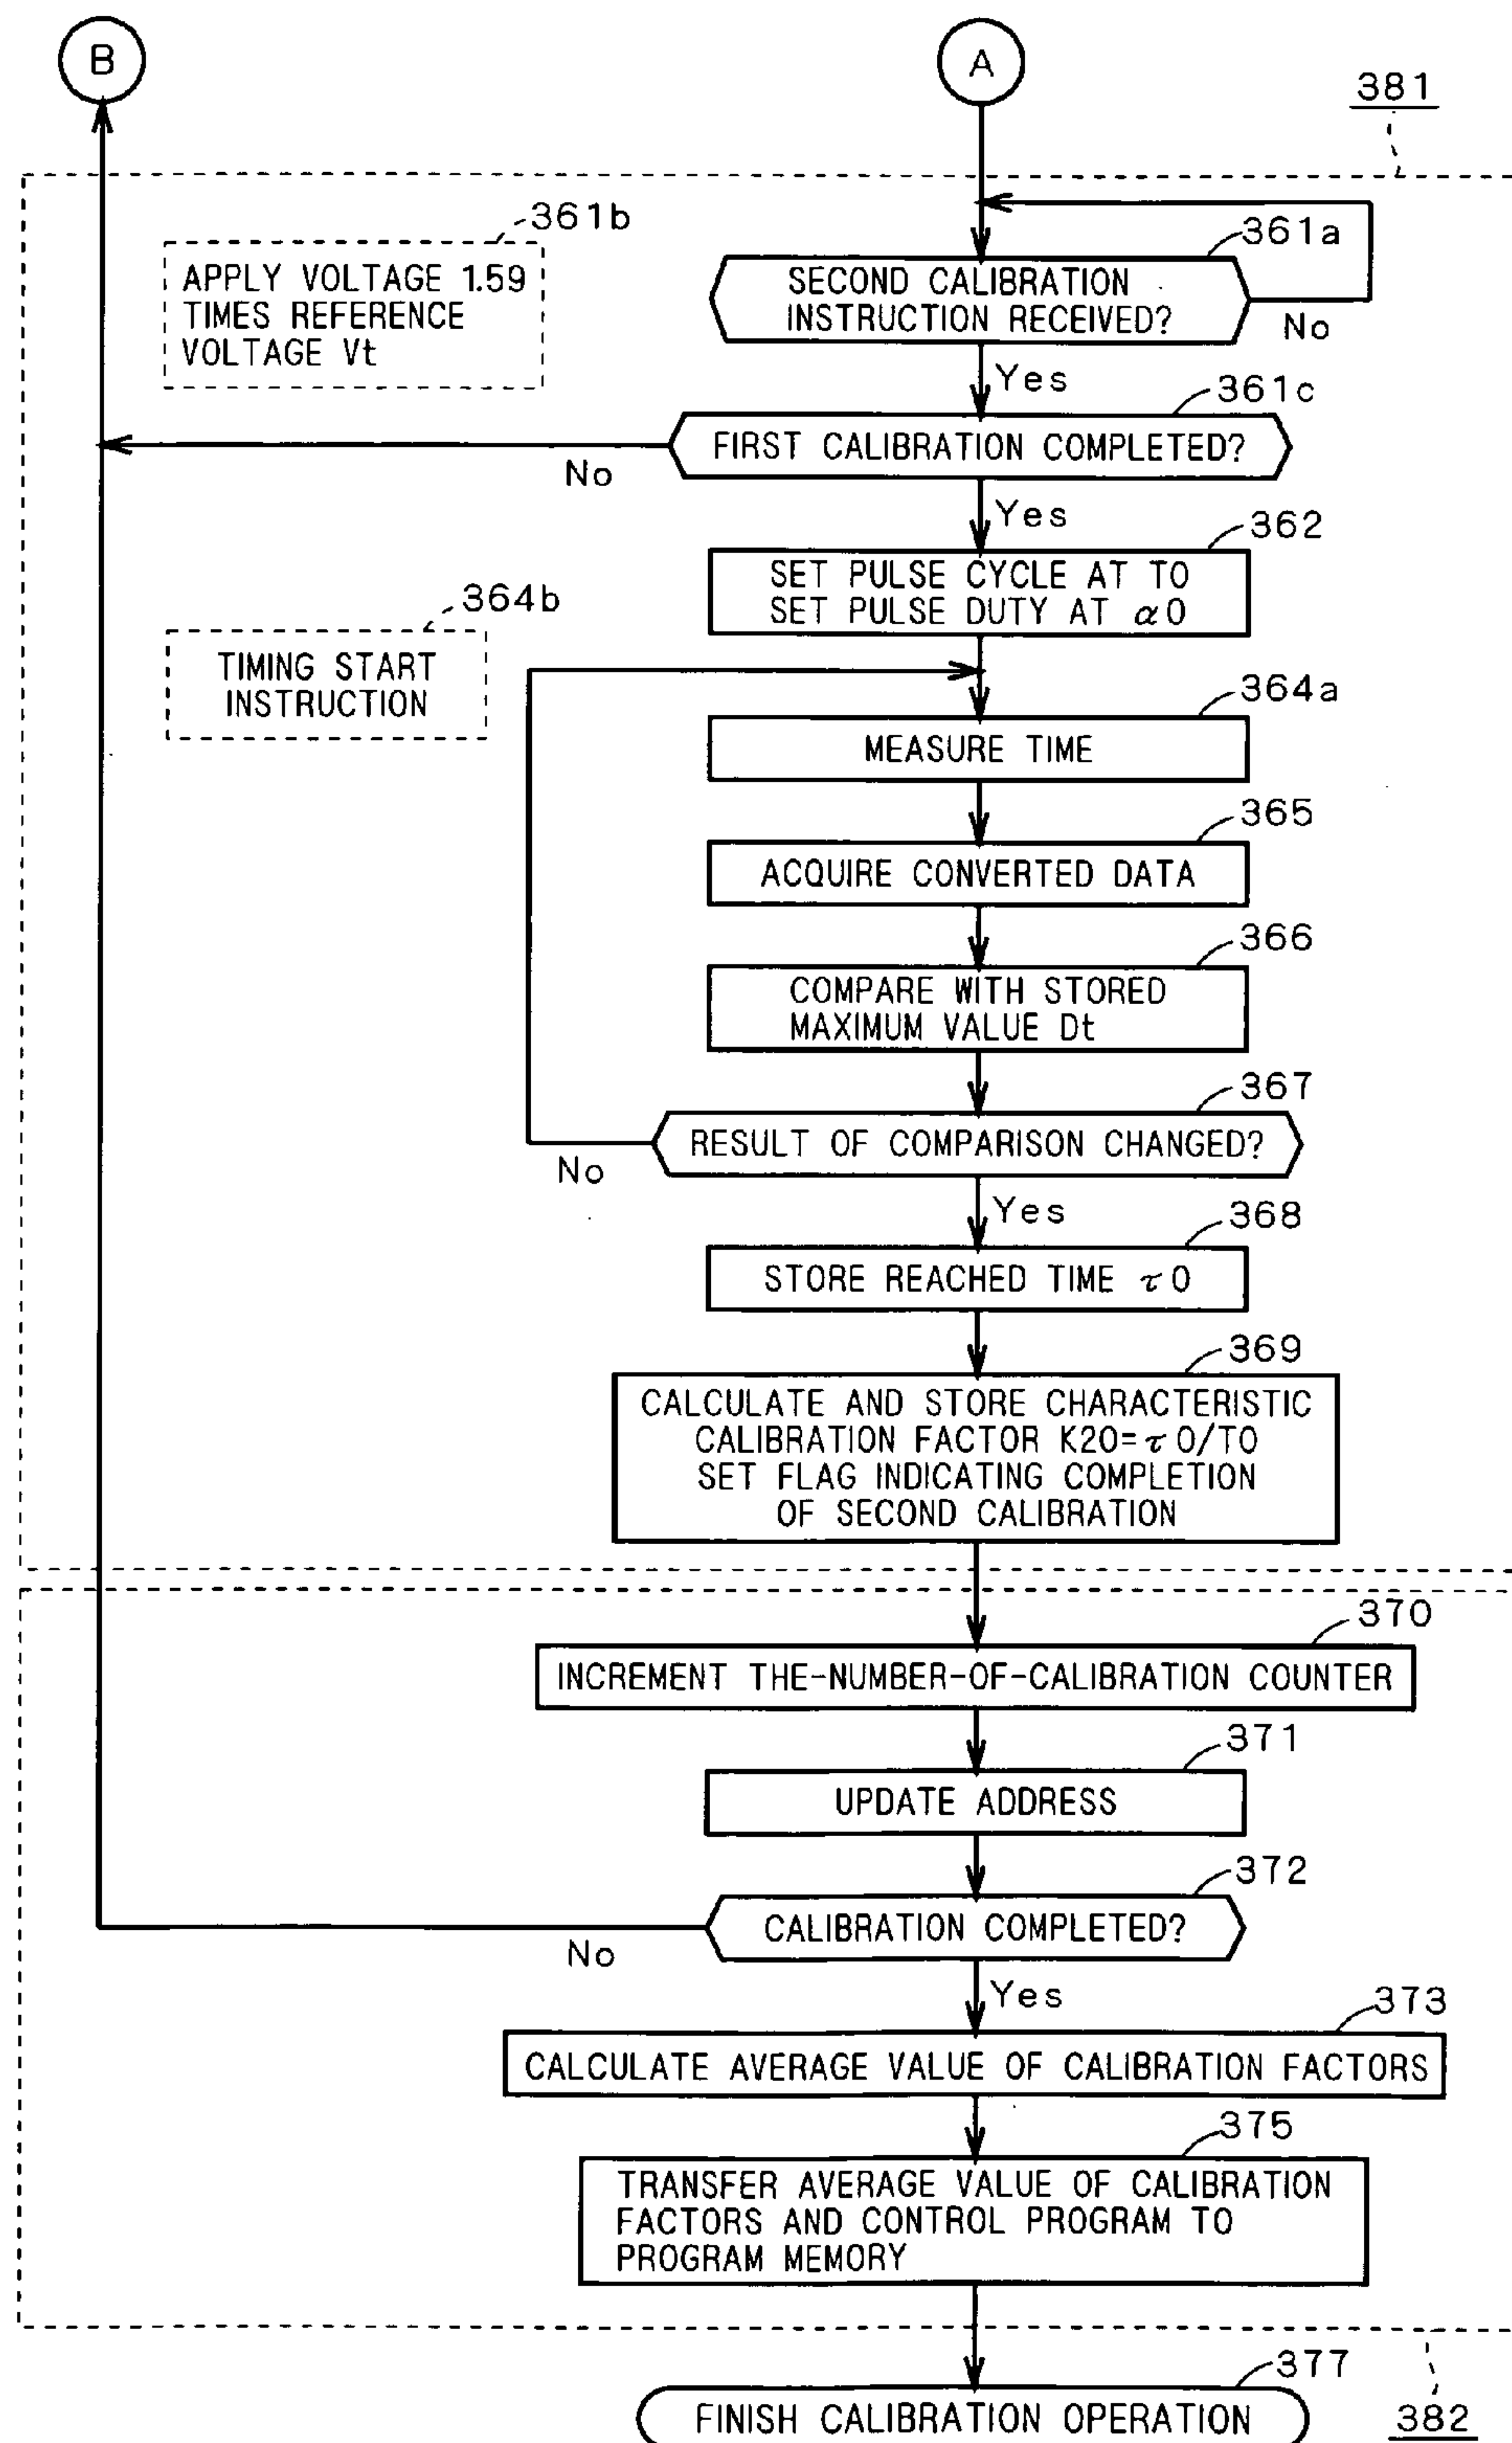 B
A
381
361b
APPLY VOLTAGE 1.59
TIMES REFERENCE
VOLTAGE Vt
361a
SECOND CALIBRATION
INSTRUCTION RECEIVED?
No
Yes
361c
FIRST CALIBRATION COMPLETED?
No
Yes
362
SET PULSE CYCLE AT T0
SET PULSE DUTY AT α0
364b
TIMING START
INSTRUCTION
364a
MEASURE TIME
365
ACQUIRE CONVERTED DATA
366
COMPARE WITH STORED
MAXIMUM VALUE Dt
367
RESULT OF COMPARISON CHANGED?
No
Yes
368
STORE REACHED TIME τ0
369
CALCULATE AND STORE CHARACTERISTIC
CALIBRATION FACTOR K20=τ0/T0
SET FLAG INDICATING COMPLETION
OF SECOND CALIBRATION
370
INCREMENT THE-NUMBER-OF-CALIBRATION COUNTER
371
UPDATE ADDRESS
372
CALIBRATION COMPLETED?
No
Yes
373
CALCULATE AVERAGE VALUE OF CALIBRATION FACTORS
375
TRANSFER AVERAGE VALUE OF CALIBRATION
FACTORS AND CONTROL PROGRAM TO
PROGRAM MEMORY
377
FINISH CALIBRATION OPERATION
382